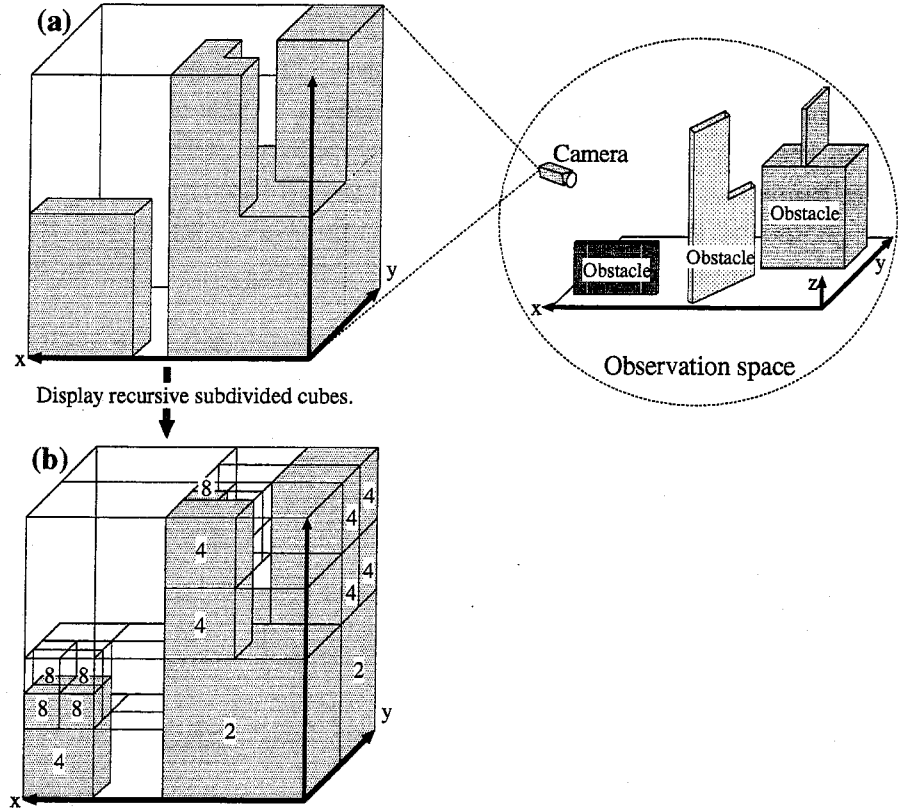 (a)
y
x
Camera
Obstacle
Obstacle
Obstacle
z
y
x
Observation space
Display recursive subdivided cubes.
(b)
8
4
4
4
4
4
4
8
8
8
8
2
2
4
y
x